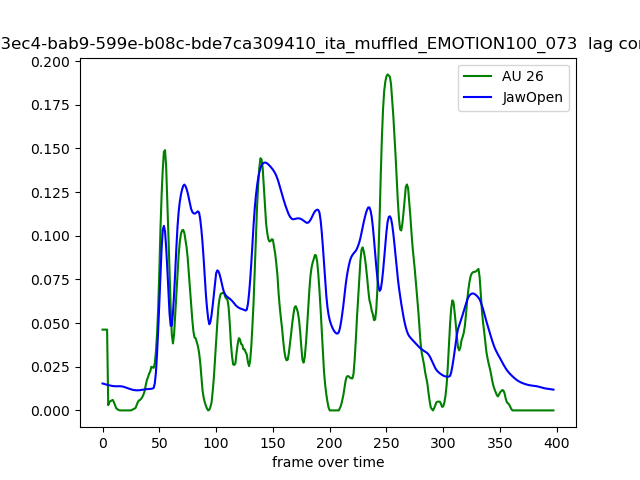 3ec4-bab9-599e-b08c-bde7ca309410_ita_muffled_EMOTION100_073 lag
AU 26
JawOpen
0.200
0.175
0.150
0.125
0.100
0.075
0.050
0.025
0.000
0 50 100 150 200 250 300 350 400
frame over time